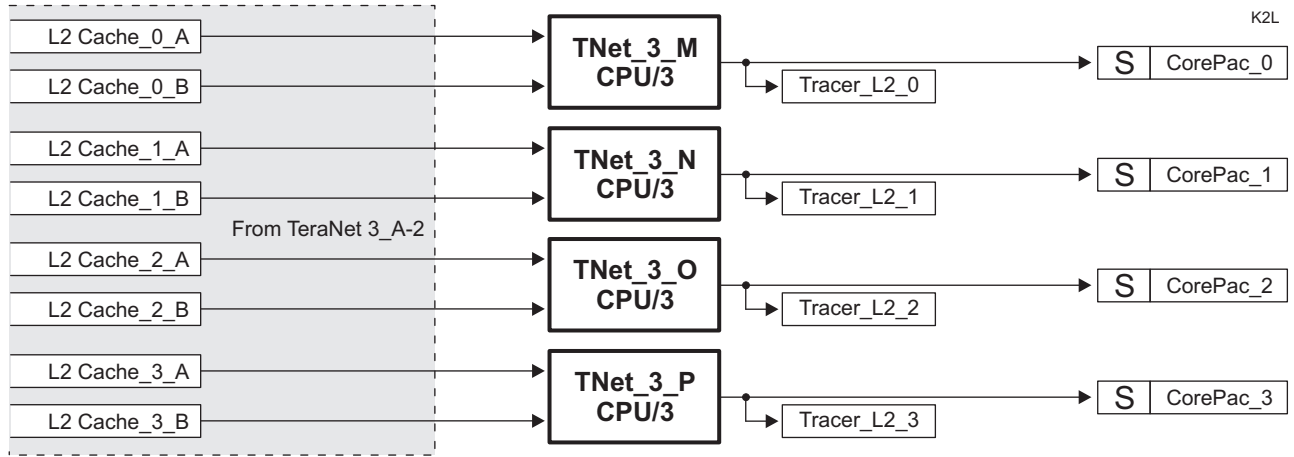 K2L
L2 Cache_0_A
L2 Cache_0_B
TNet_3_M
CPU/3
Tracer_L2_0
S CorePac_0
L2 Cache_1_A
L2 Cache_1_B
TNet_3_N
CPU/3
Tracer_L2_1
S CorePac_1
From TeraNet 3_A-2
L2 Cache_2_A
L2 Cache_2_B
TNet_3_O
CPU/3
Tracer_L2_2
S CorePac_2
L2 Cache_3_A
L2 Cache_3_B
TNet_3_P
CPU/3
Tracer_L2_3
S CorePac_3